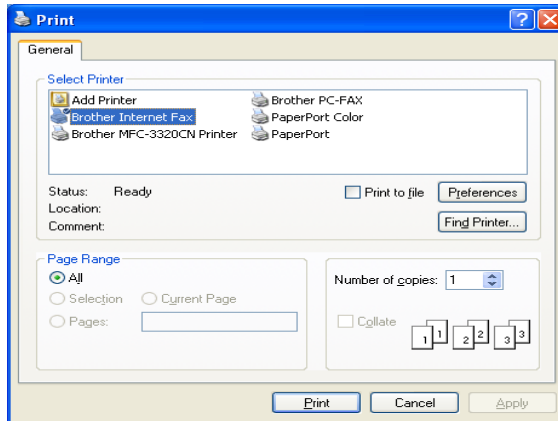 Print
General
Select Printer
Add Printer
Brother Internet Fax
Brother MFC-3320CN Printer
Brother PC-FAX
PaperPort Color
PaperPort
Status: Ready
Location:
Comment:
Print to file
Preferences
Find Printer...
Page Range
All
Selection Current Page
Pages:
Number of copies: 1
Collate
1 1 2 2 3 3
Print Cancel Apply